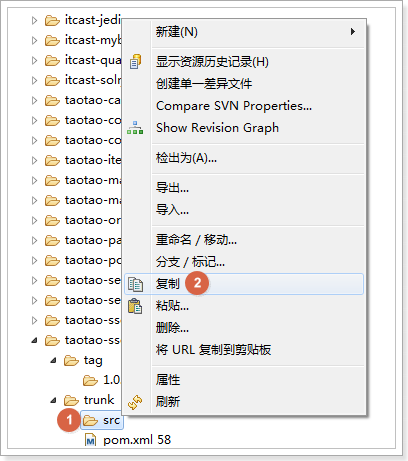 itcast-jedi
itcast-myb
itcast-qua
itcast-solr
taotao-ca
taotao-co
taotao-co
taotao-ite
taotao-ma
taotao-ma
taotao-or
taotao-pa
taotao-po
taotao-se
taotao-se
taotao-sso
taotao-sso
tag
1.0
trunk
1
src
pom.xml 58
新建(N)
显示资源历史记录(H)
创建单一差异文件
Compare SVN Properties...
Show Revision Graph
检出为(A)...
导出...
导入...
重命名 / 移动...
分支 / 标记...
复制 2
粘贴...
删除...
将 URL 复制到剪贴板
属性
刷新